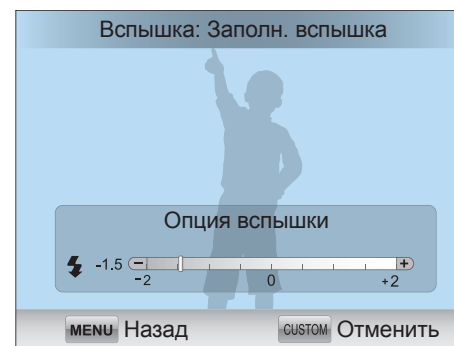 Вспышка: Заполн. вспышка
Опция вспышки
-1.5 − +
-2 0 +2
MENU Назад CUSTOM Отменить